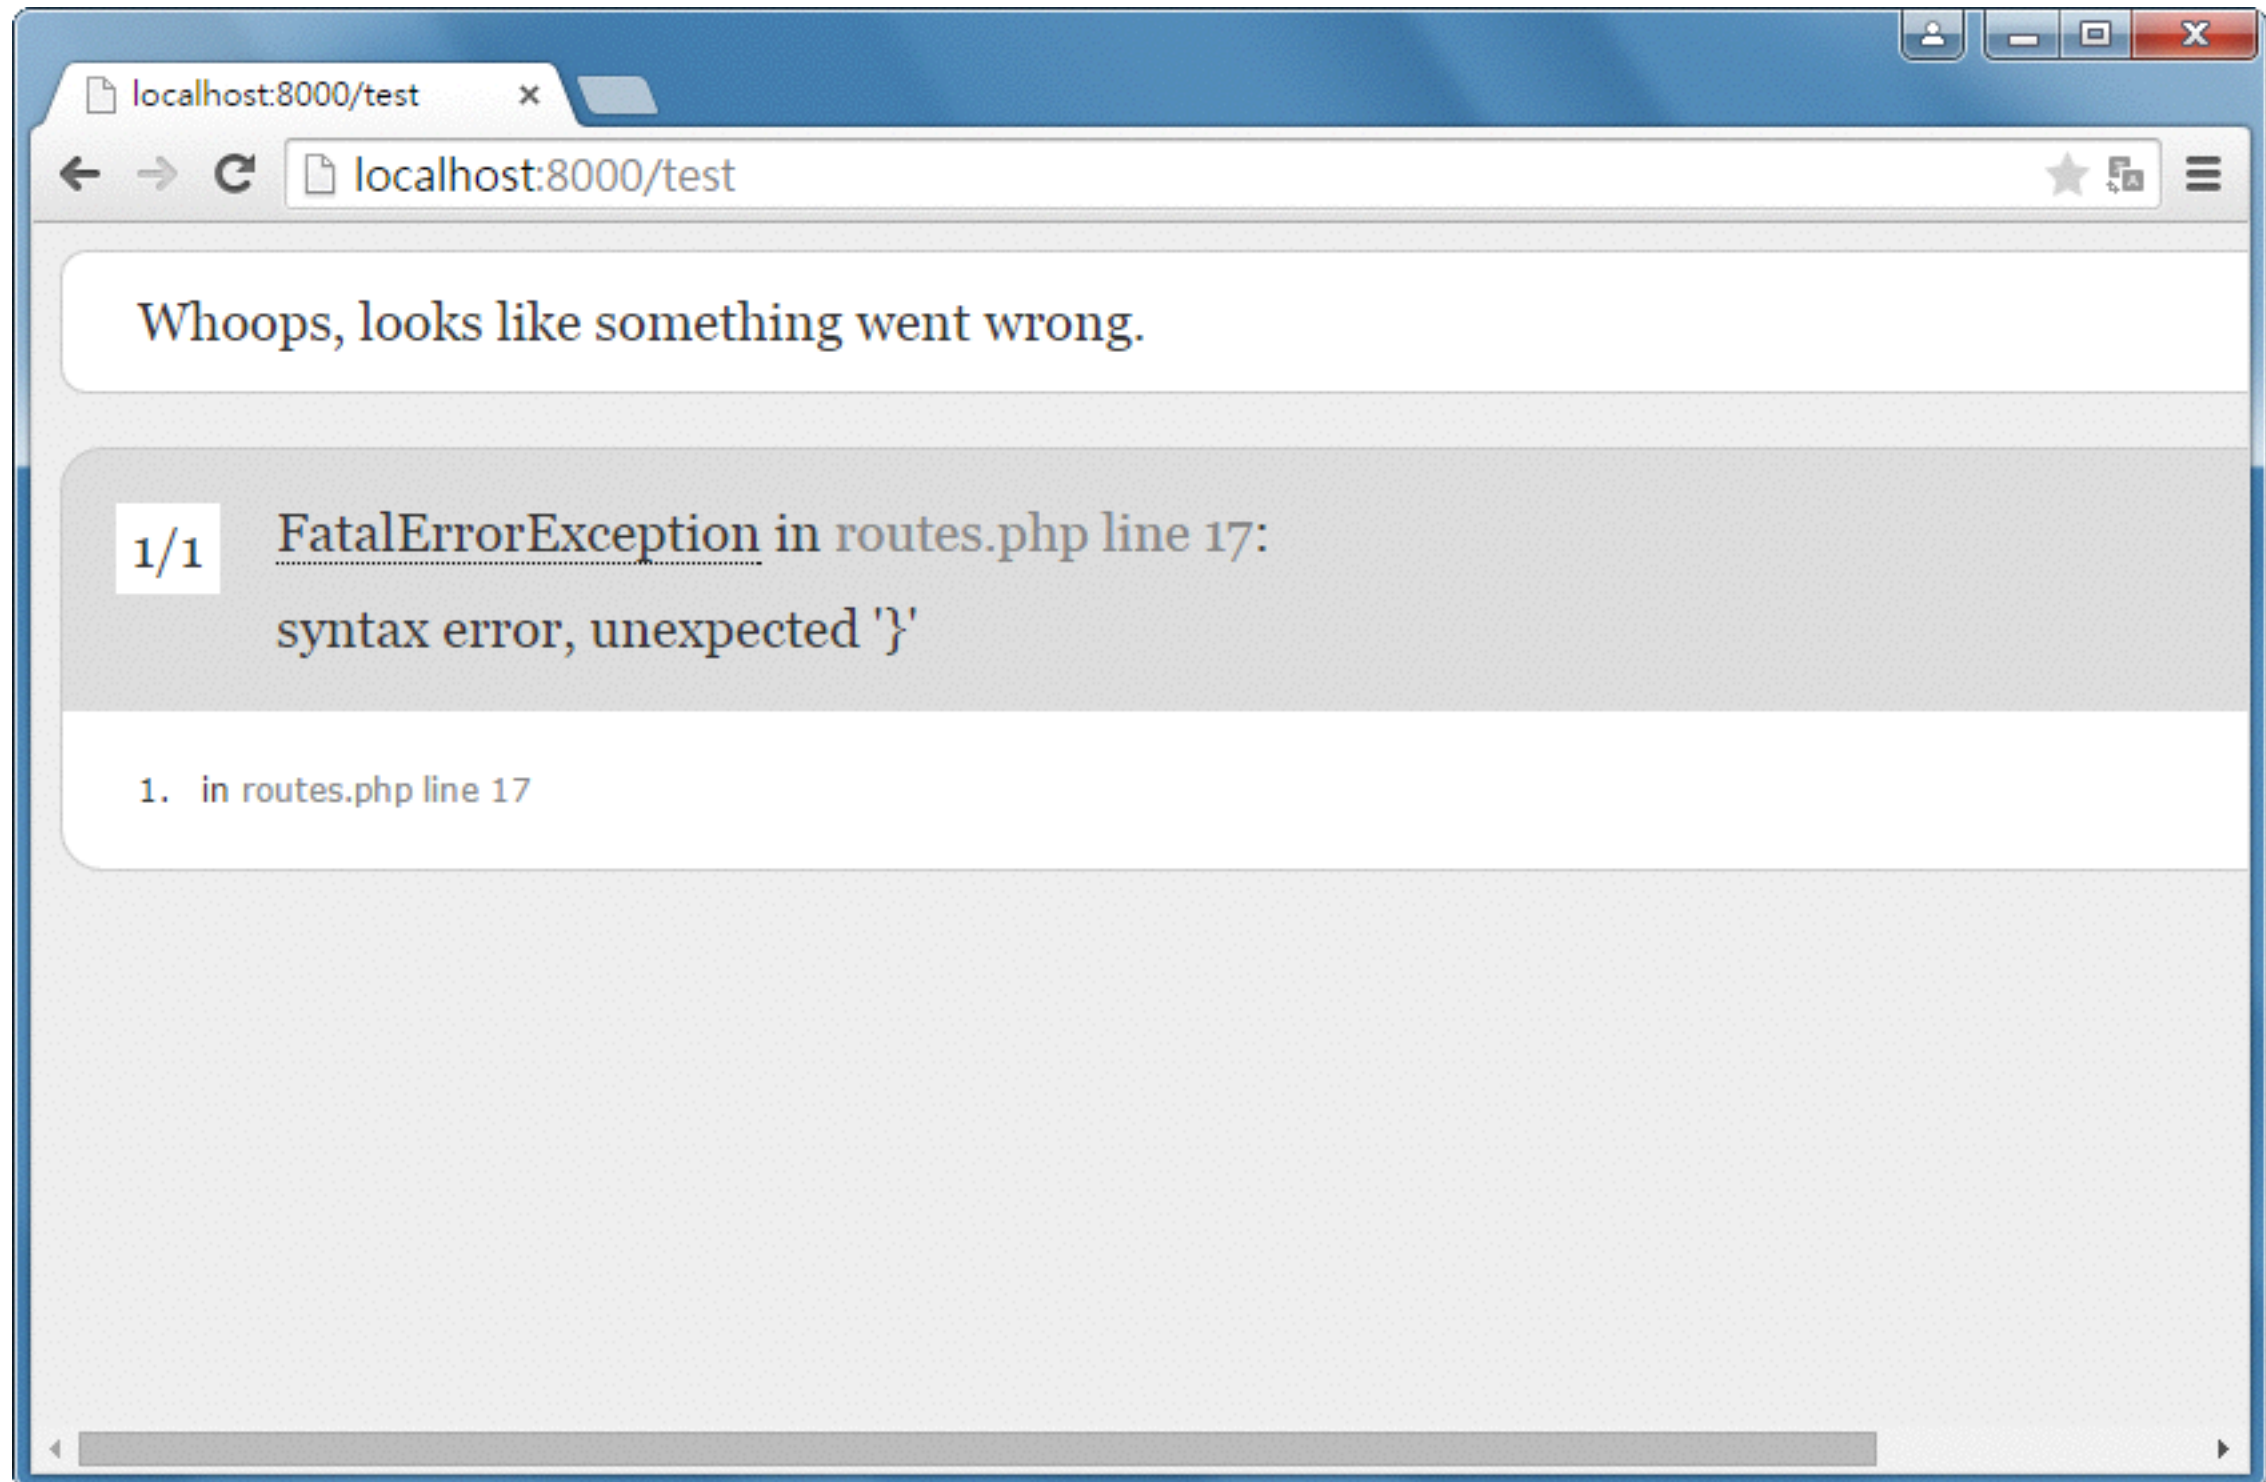 localhost:8000/test
localhost:8000/test
Whoops, looks like something went wrong.
1/1
FatalErrorException in routes.php line 17:
syntax error, unexpected '}'
1. in routes.php line 17